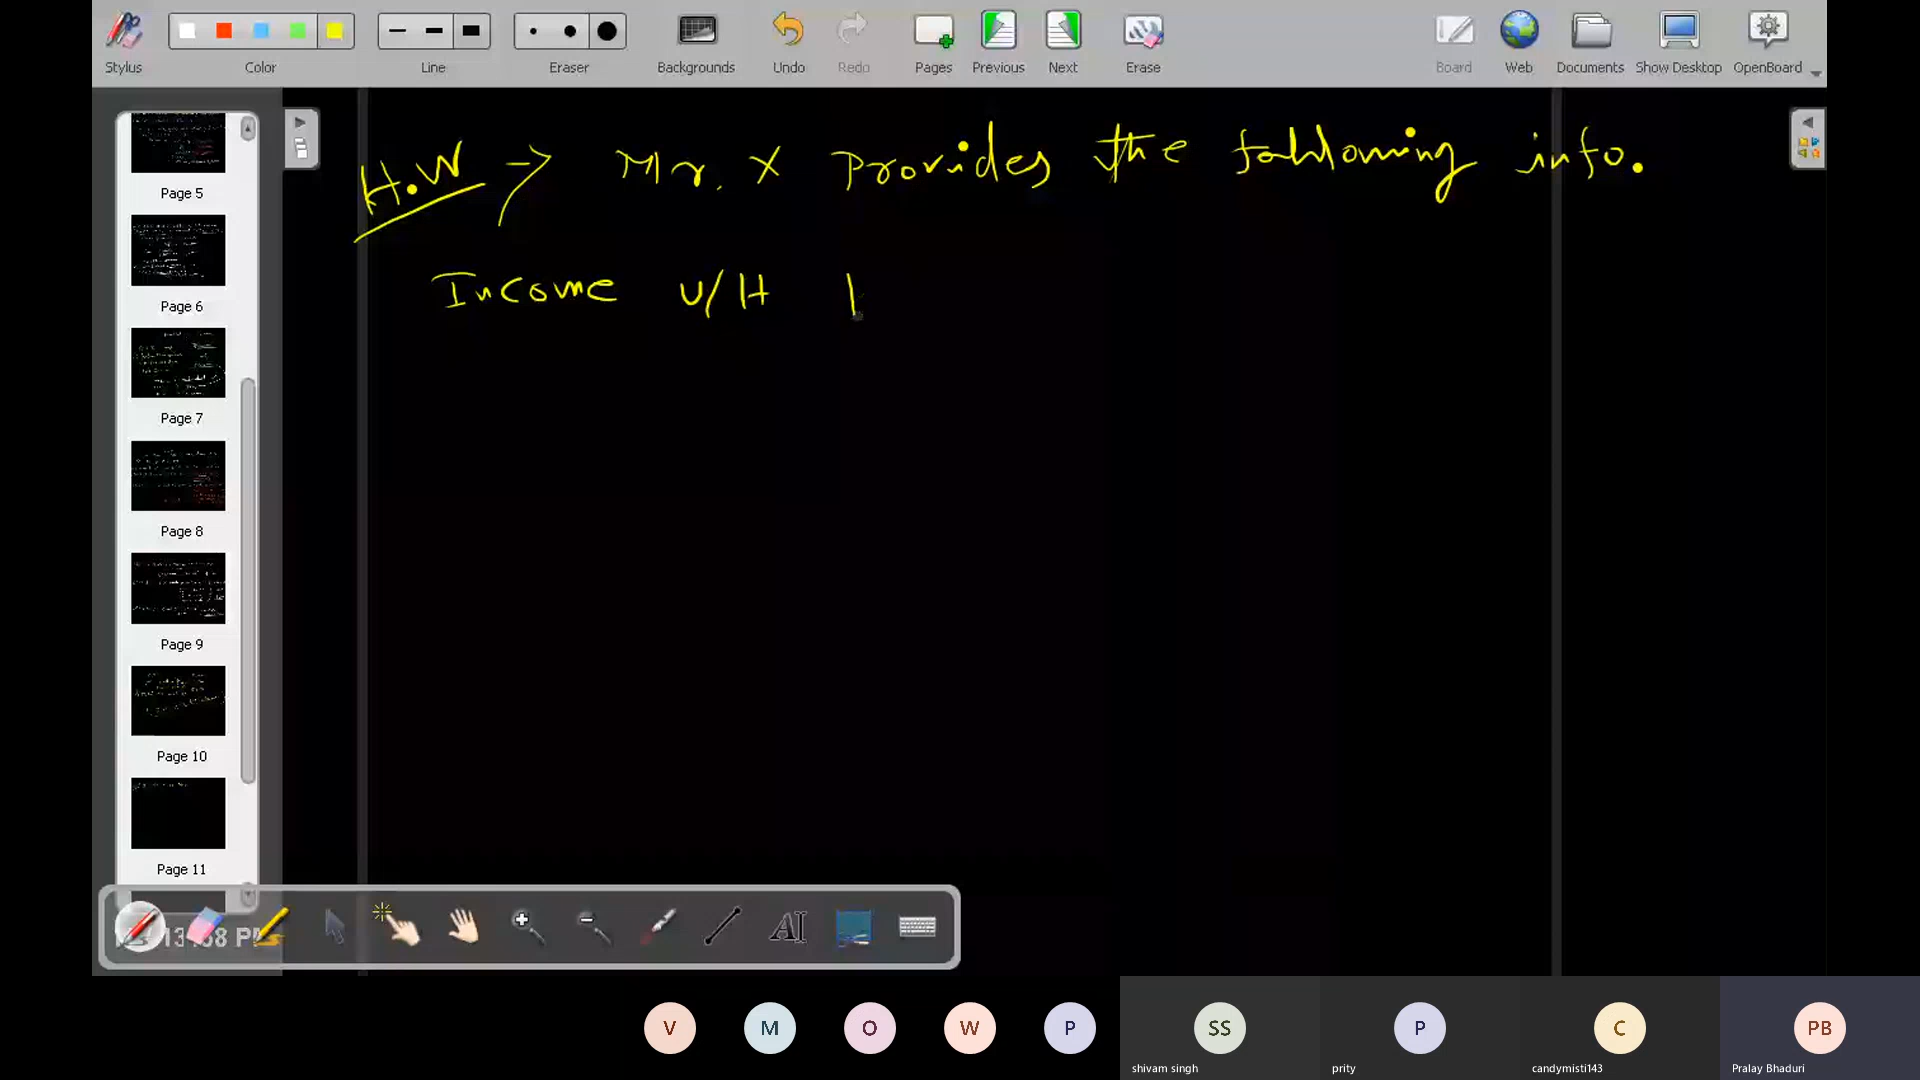 Stylus
Color
Line
Eraser
Backgrounds
Undo
Redo
Pages
Previous
Next
Erase
Board
Web
Documents
Show Desktop
OpenBoard
Page 5
Page 6
Page 7
Page 8
Page 9
Page 10
Page 11
H.W → Mr. X Provides the following info.
Income U/H
AI
V
M
O
W
P
SS
shivam singh
P
prity
C
candymisti143
PB
Pralay Bhaduri